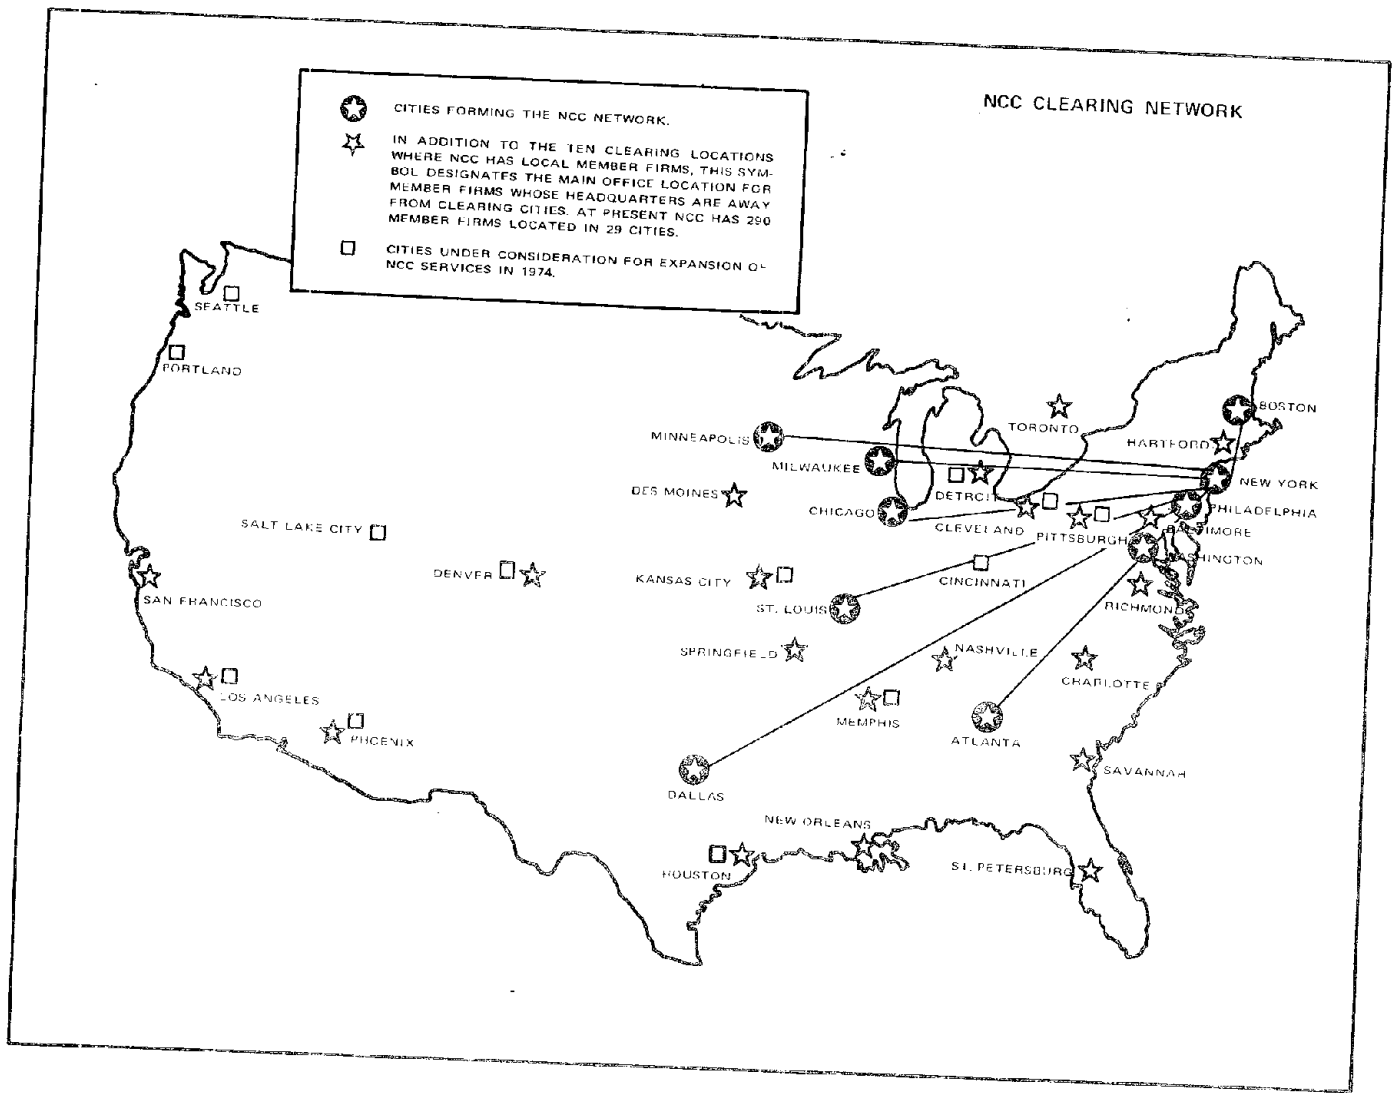 NCC CLEARING NETWORK
CITIES FORMING THE NCC NETWORK.
IN ADDITION TO THE TEN CLEARING LOCATIONS
WHERE NCC HAS LOCAL MEMBER FIRMS, THIS SYM-
BOL DESIGNATES THE MAIN OFFICE LOCATION FOR
MEMBER FIRMS WHOSE HEADQUARTERS ARE AWAY
FROM CLEARING CITIES. AT PRESENT NCC HAS 290
MEMBER FIRMS LOCATED IN 29 CITIES.
CITIES UNDER CONSIDERATION FOR EXPANSION OF
NCC SERVICES IN 1974.
SEATTLE
PORTLAND
BOSTON
TORONTO
HARTFORD
MINNEAPOLIS
MILWAUKEE
NEW YORK
DES MOINES
DETROIT
CHICAGO
PHILADELPHIA
CLEVELAND
PITTSBURGH
BALTIMORE
SALT LAKE CITY
WASHINGTON
DENVER
KANSAS CITY
CINCINNATI
SAN FRANCISCO
ST. LOUIS
RICHMOND
SPRINGFIELD
NASHVILLE
CHARLOTTE
LOS ANGELES
MEMPHIS
PHOENIX
ATLANTA
SAVANNAH
DALLAS
NEW ORLEANS
HOUSTON
ST. PETERSBURG